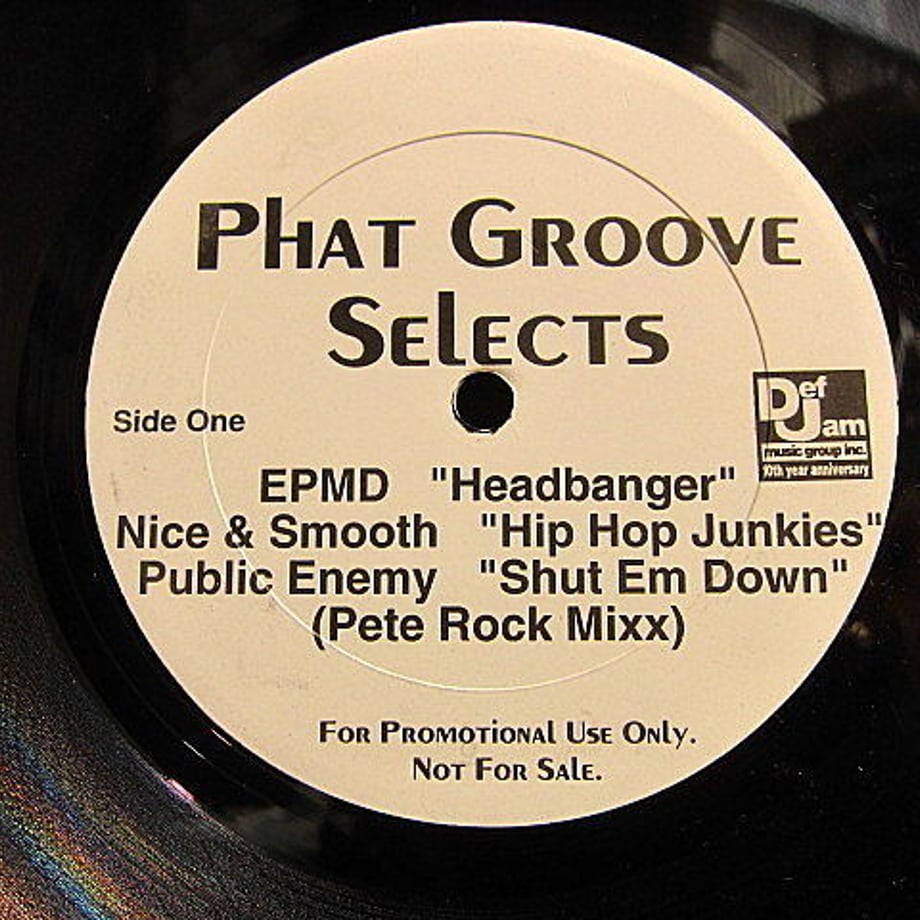 Phat Groove
Selects
Side One
Def
Jam
music group inc.
10th year anniversary
EPMD "Headbanger"
Nice & Smooth "Hip Hop Junkies"
Public Enemy "Shut Em Down"
(Pete Rock Mixx)
For Promotional Use Only.
Not For Sale.